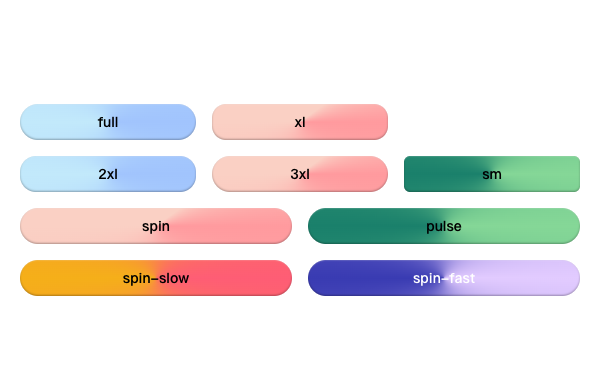 full
xl
2xl
3xl
sm
spin
pulse
spin-slow
spin-fast